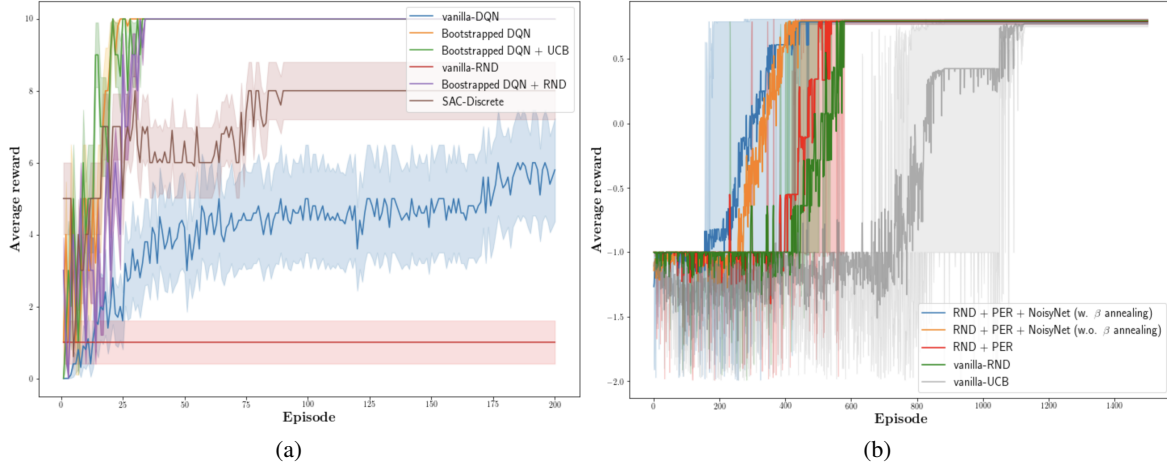 10
8
6
4
2
0
Average reward
0
25
50
75
100
125
150
175
200
Episode
vanilla-DQN
Bootstrapped DQN
Bootstrapped DQN + UCB
vanilla-RND
Boostrapped DQN + RND
SAC-Discrete
(a)
0.5
0.0
−0.5
−1.0
−1.5
−2.0
Average reward
0
200
400
600
800
1000
1200
1400
Episode
RND + PER + NoisyNet (w. β annealing)
RND + PER + NoisyNet (w.o. β annealing)
RND + PER
vanilla-RND
vanilla-UCB
(b)